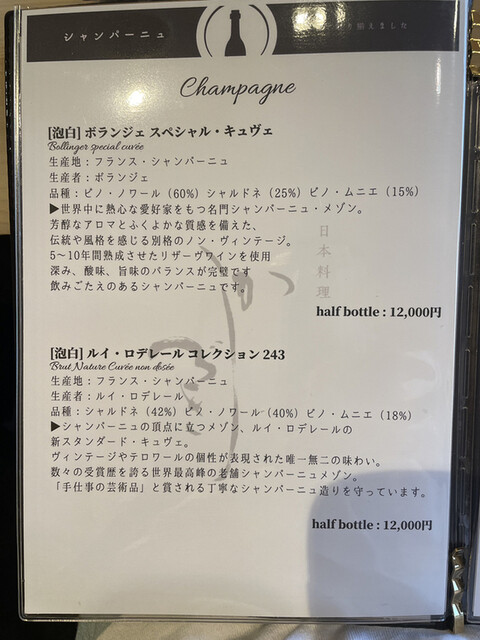 シャンパーニュ
揃えました
Champagne
[泡白] ボランジェ スペシャル・キュヴェ
Bollinger special cuvée
生産地：フランス・シャンパーニュ
生産者：ボランジェ
品種：ピノ・ノワール (60%) シャルドネ (25%) ピノ・ムニエ (15%)
▶世界中に熱心な愛好家をもつ名門シャンパーニュ・メゾン。
芳醇なアロマとふくよかな質感を備えた、
伝統や風格を感じる別格のノン・ヴィンテージ。
5〜10年間熟成させたリザーヴワインを使用
深み、酸味、旨味のバランスが完璧です
飲みごたえのあるシャンパーニュです。
日本料理
half bottle : 12,000円
[泡白] ルイ・ロデレール コレクション 243
Brut Nature Cuvée non dosée
生産地：フランス・シャンパーニュ
生産者：ルイ・ロデレール
品種：シャルドネ (42%) ピノ・ノワール (40%) ピノ・ムニエ (18%)
▶シャンパーニュの頂点に立つメゾン、ルイ・ロデレールの
新スタンダード・キュヴェ。
ヴィンテージやテロワールの個性が表現された唯一無二の味わい。
数々の受賞歴を誇る世界最高峰の老舗シャンパーニュメゾン。
「手仕事の芸術品」と賞される丁寧なシャンパーニュ造りを守っています。
half bottle : 12,000円